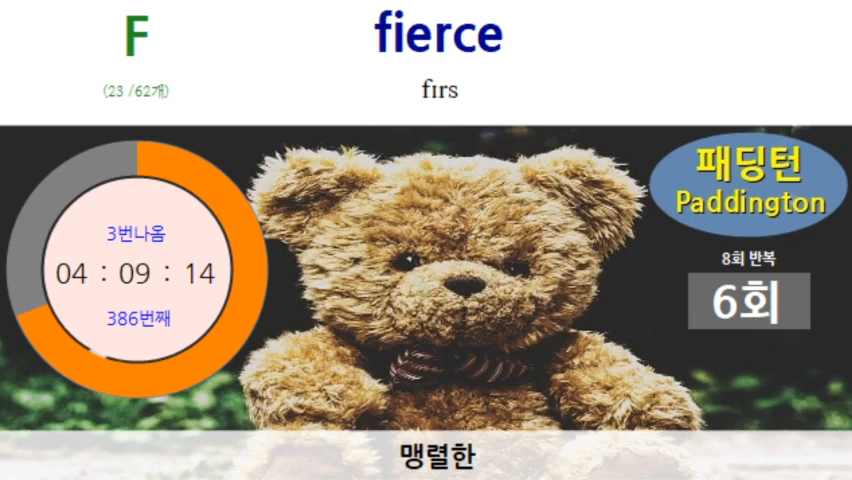 F
fierce
(23 /62개)
fɪrs
패딩턴
Paddington
3번나옴
8회 반복
04 : 09 : 14
6회
386번째
맹렬한